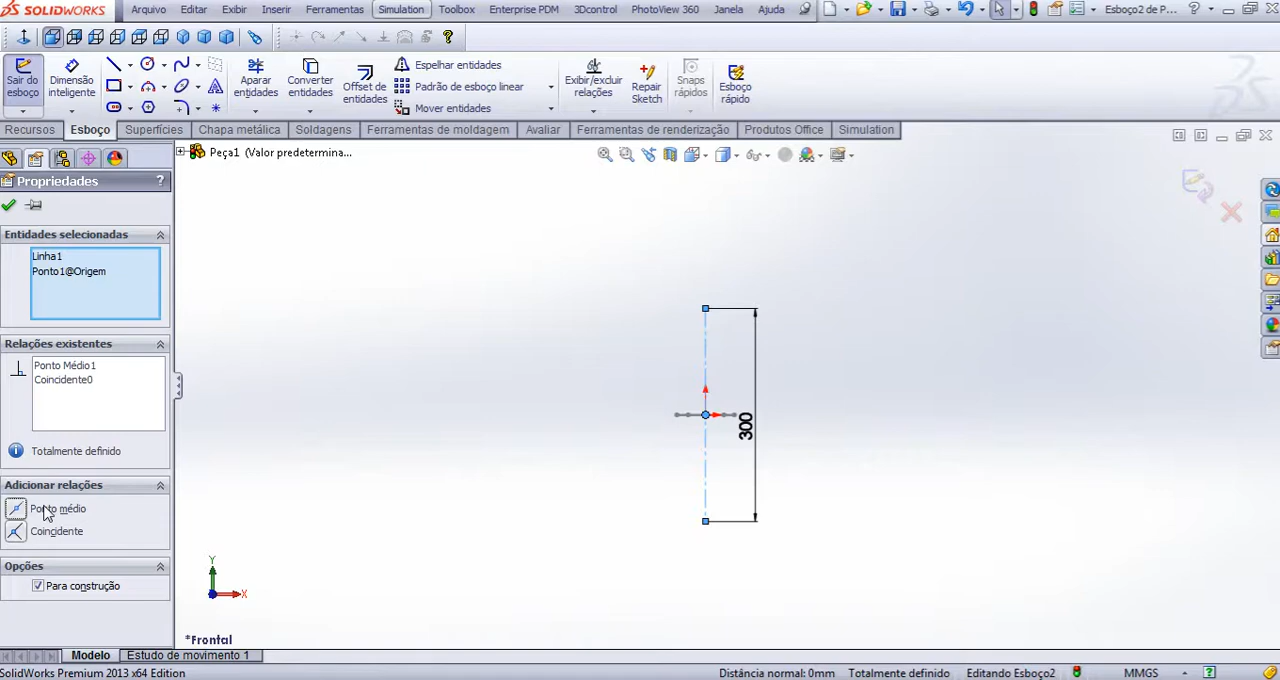 SOLIDWORKS Arquivo Editar Exibir Inserir Ferramentas Simulation Toolbox Enterprise PDM 3Dcontrol PhotoView 360 Janela Ajuda Esboço2 de P...
Sair do esboço
Dimensão inteligente
Aparar entidades
Converter entidades
Offset de entidades
Espelhar entidades
Padrão de esboço linear
Mover entidades
Exibir/excluir relações
Repair Sketch
Snaps rápidos
Esboço rápido
Recursos Esboço Superfícies Chapa metálica Soldagens Ferramentas de moldagem Avaliar Ferramentas de renderização Produtos Office Simulation
Peça1 (Valor predetermina...
Propriedades ?
Entidades selecionadas
Linha1
Ponto1@Origem
Relações existentes
Ponto Médio1
Coincidente0
Totalmente definido
Adicionar relações
Ponto médio
Coincidente
Opções
Para construção
300
Y
X
*Frontal
Modelo Estudo de movimento 1
SolidWorks Premium 2013 x64 Edition Distância normal: 0mm Totalmente definido Editando Esboço2 MMGS